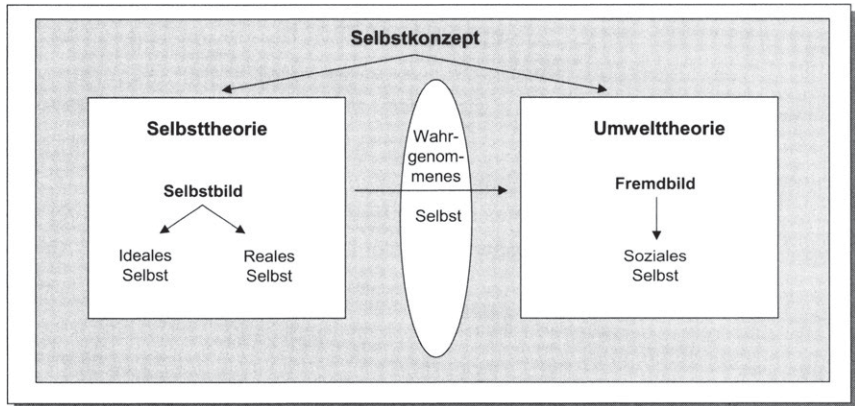 Selbstkonzept
Selbsttheorie
Selbstbild
Ideales
Selbst
Reales
Selbst
Wahr-
genom-
menes
Selbst
Umwelttheorie
Fremdbild
Soziales
Selbst